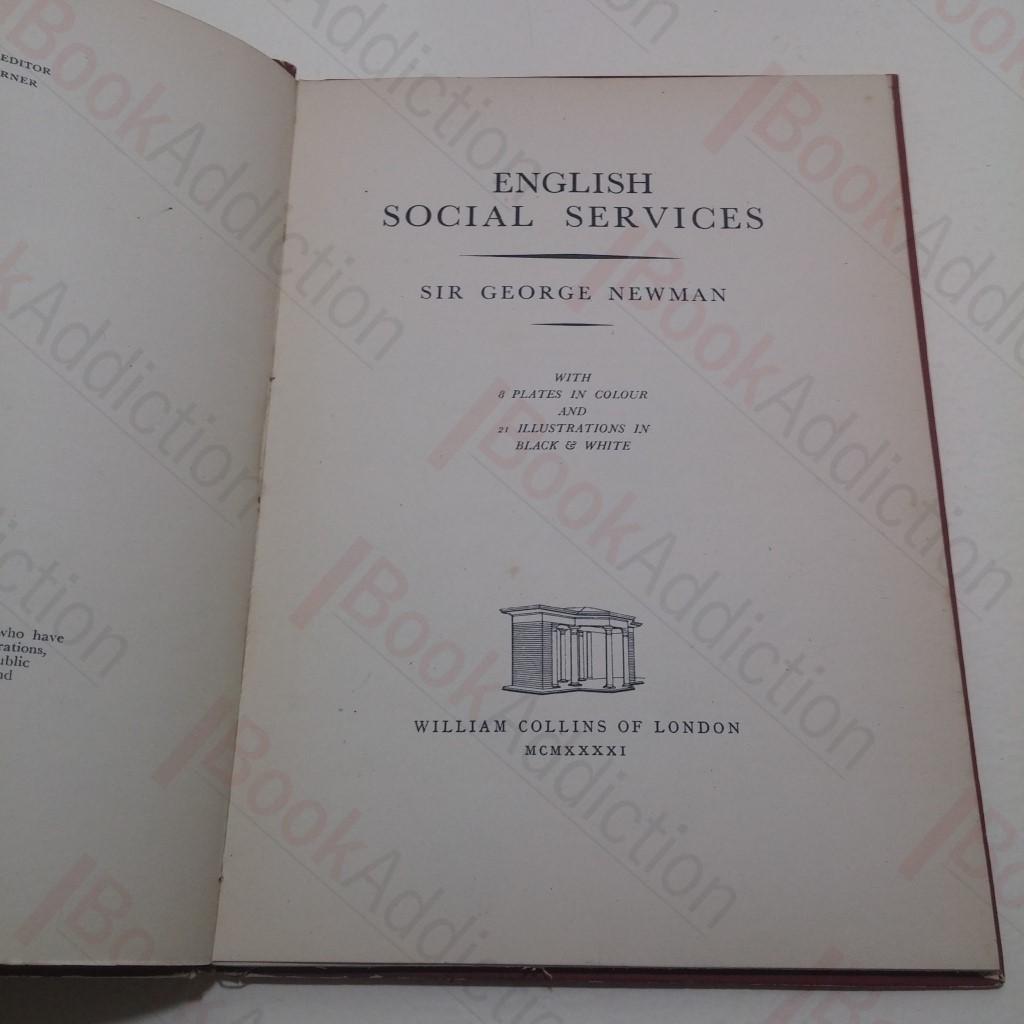 EDITOR
RNER
who have
rations,
ublic
nd
ENGLISH
SOCIAL SERVICES
SIR GEORGE NEWMAN
WITH
8 PLATES IN COLOUR
AND
21 ILLUSTRATIONS IN
BLACK & WHITE
WILLIAM COLLINS OF LONDON
MCMXXXXI
BookAddiction